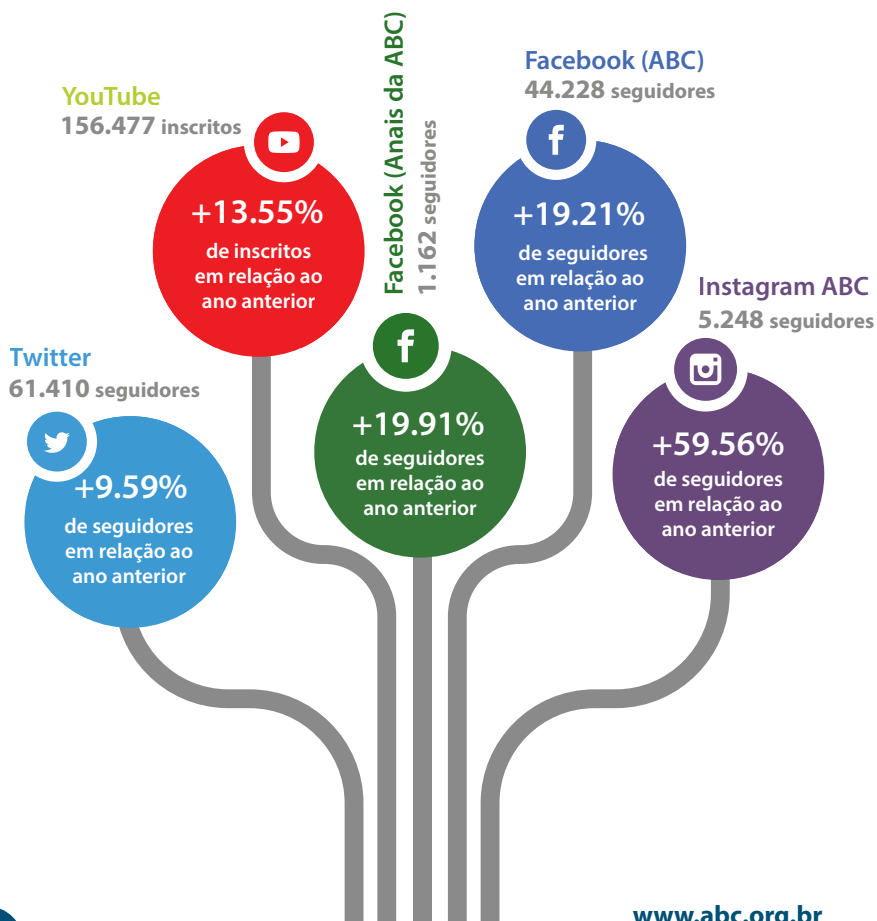 YouTube
156.477 inscritos
+13.55%
de inscritos
em relação ao
ano anterior
Facebook (Anais da ABC)
1.162 seguidores
+19.91%
de seguidores
em relação ao
ano anterior
Facebook (ABC)
44.228 seguidores
+19.21%
de seguidores
em relação ao
ano anterior
Instagram ABC
5.248 seguidores
+59.56%
de seguidores
em relação ao
ano anterior
Twitter
61.410 seguidores
+9.59%
de seguidores
em relação ao
ano anterior
www.abc.org.br